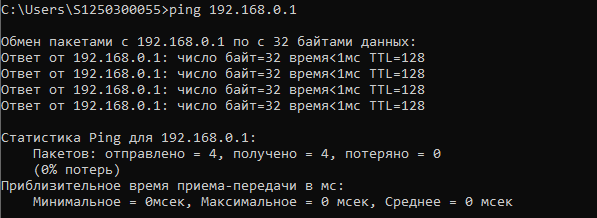 C:\Users\S1250300055>ping 192.168.0.1
Обмен пакетами с 192.168.0.1 по с 32 байтами данных:
Ответ от 192.168.0.1: число байт=32 время<1мс TTL=128
Ответ от 192.168.0.1: число байт=32 время<1мс TTL=128
Ответ от 192.168.0.1: число байт=32 время<1мс TTL=128
Ответ от 192.168.0.1: число байт=32 время<1мс TTL=128
Статистика Ping для 192.168.0.1:
Пакетов: отправлено = 4, получено = 4, потеряно = 0
(0% потерь)
Приблизительное время приема-передачи в мс:
Минимальное = 0мсек, Максимальное = 0 мсек, Среднее = 0 мсек